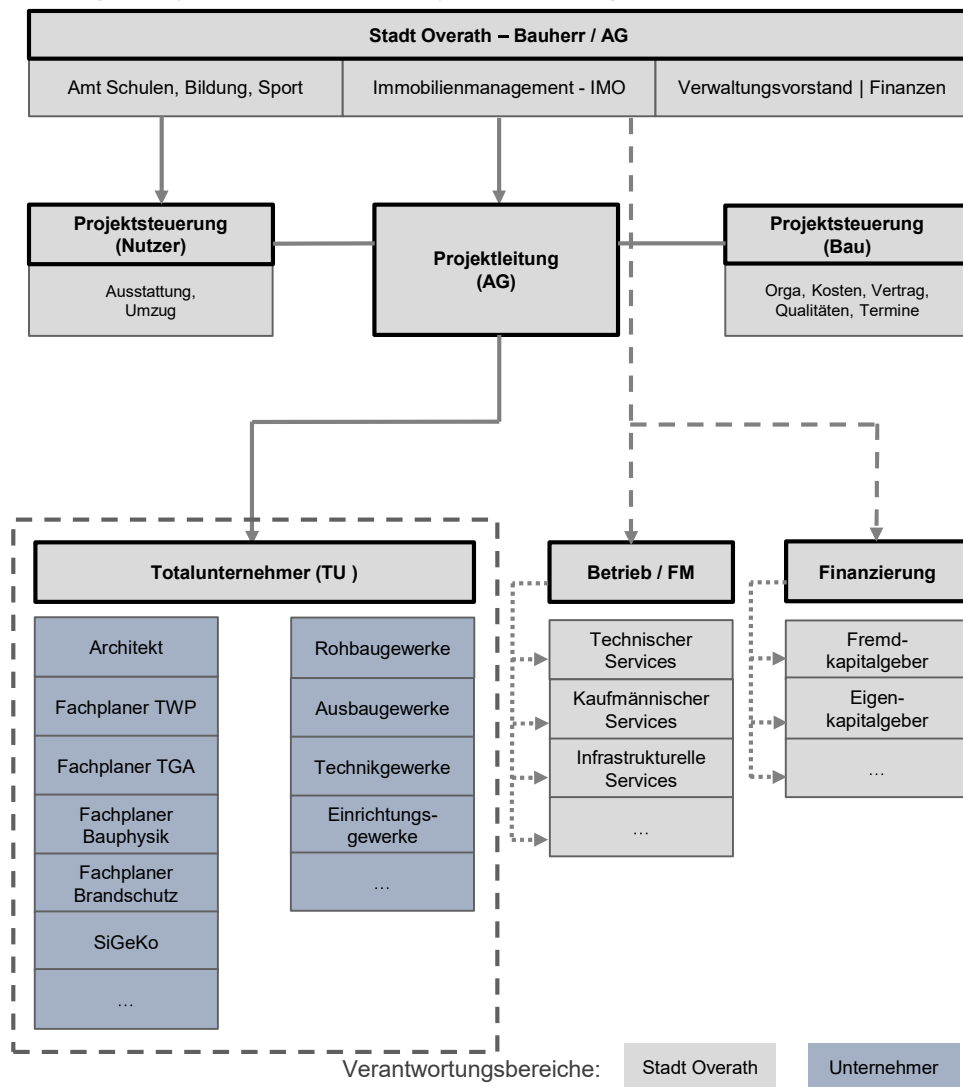 Stadt Overath – Bauherr / AG
Amt Schulen, Bildung, Sport
Immobilienmanagement - IMO
Verwaltungsvorstand | Finanzen
Projektsteuerung
(Nutzer)
Ausstattung,
Umzug
Projektleitung
(AG)
Projektsteuerung
(Bau)
Orga, Kosten, Vertrag,
Qualitäten, Termine
Totalunternehmer (TU )
Architekt
Fachplaner TWP
Fachplaner TGA
Fachplaner
Bauphysik
Fachplaner
Brandschutz
SiGeKo
…
Rohbaugewerke
Ausbaugewerke
Technikgewerke
Einrichtungs-
gewerke
…
Betrieb / FM
Technischer
Services
Kaufmännischer
Services
Infrastrukturelle
Services
…
Finanzierung
Fremd-
kapitalgeber
Eigen-
kapitalgeber
…
Verantwortungsbereiche:
Stadt Overath
Unternehmer